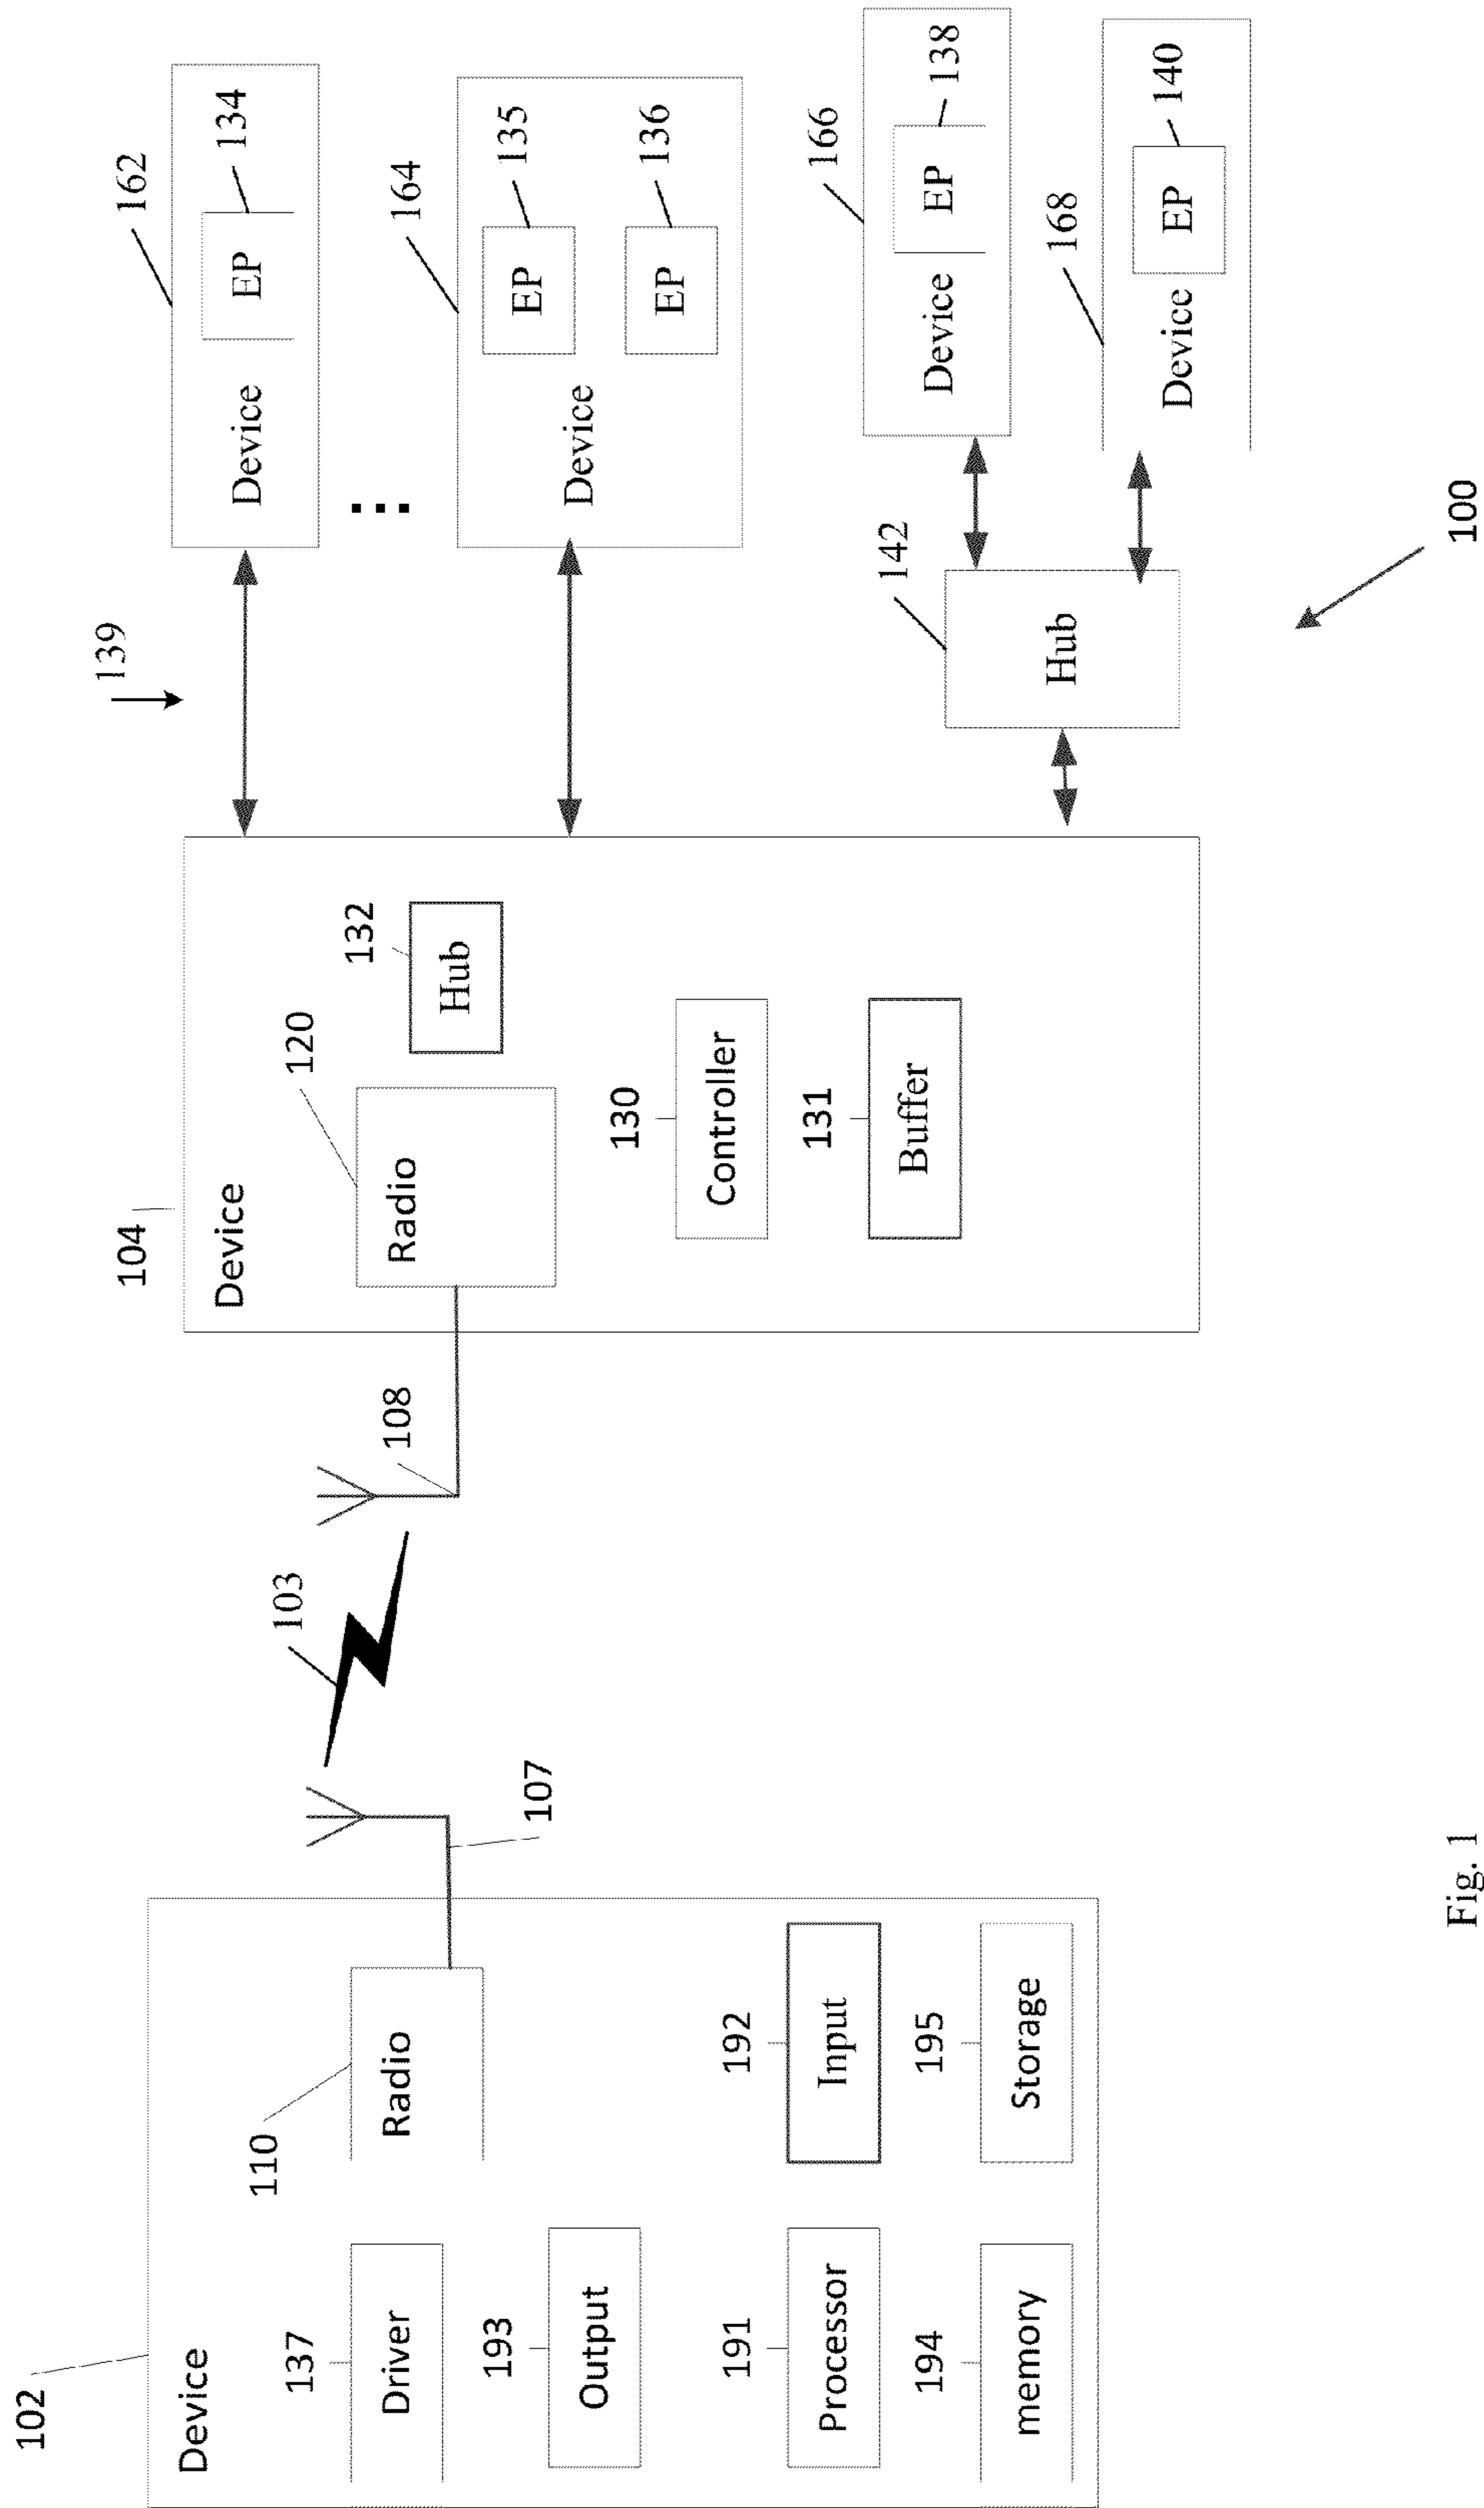 102
Device
137
Driver
110
Radio
193
Output
191
Processor
192
Input
194
memory
195
Storage
107
103
108
104
Device
120
Radio
132
Hub
130
Controller
131
Buffer
139
162
Device
EP
134
164
Device
EP
135
EP
136
142
Hub
166
Device
EP
138
168
Device
EP
140
100
Fig. 1